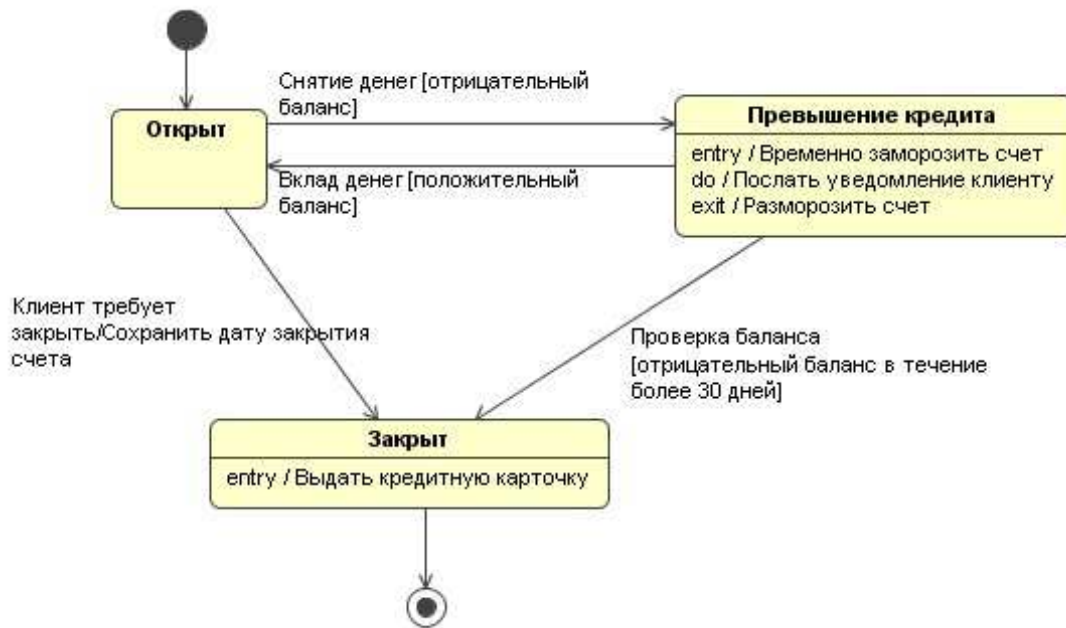 Снятие денег [отрицательный
баланс]
Открыт
Превышение кредита
entry / Временно заморозить счет
do / Послать уведомление клиенту
exit / Разморозить счет
Вклад денег [положительный
баланс]
Клиент требует
закрыть/Сохранить дату закрытия
счета
Проверка баланса
[отрицательный баланс в течение
более 30 дней]
Закрыт
entry / Выдать кредитную карточку